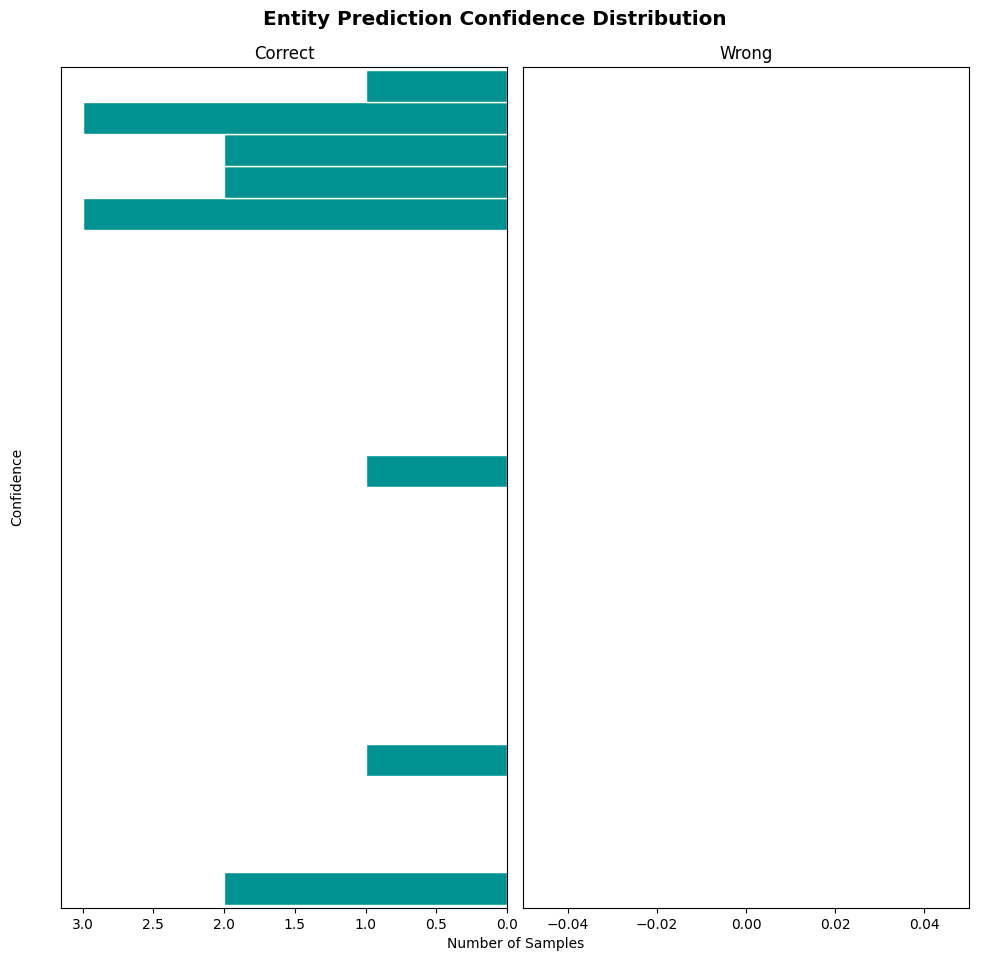 Entity Prediction Confidence Distribution
Correct
Wrong
Confidence
3.0 2.5 2.0 1.5 1.0 0.5 0.0
−0.04 −0.02 0.00 0.02 0.04
Number of Samples